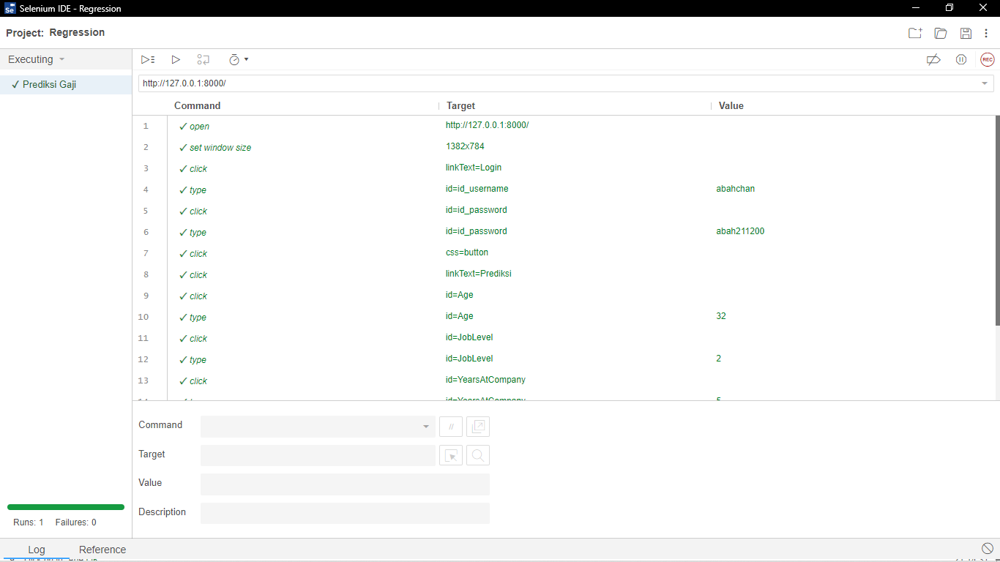 Selenium IDE - Regression
Project: Regression
Executing
✓ Prediksi Gaji
REC
http://127.0.0.1:8000/
Command Target Value
1 ✓ open http://127.0.0.1:8000/
2 ✓ set window size 1382x784
3 ✓ click linkText=Login
4 ✓ type id=id_username abahchan
5 ✓ click id=id_password
6 ✓ type id=id_password abah211200
7 ✓ click css=button
8 ✓ click linkText=Prediksi
9 ✓ click id=Age
10 ✓ type id=Age 32
11 ✓ click id=JobLevel
12 ✓ type id=JobLevel 2
13 ✓ click id=YearsAtCompany
id=YearsAtCompany 5
Command //
Target
Value
Description
Runs: 1 Failures: 0
Log Reference